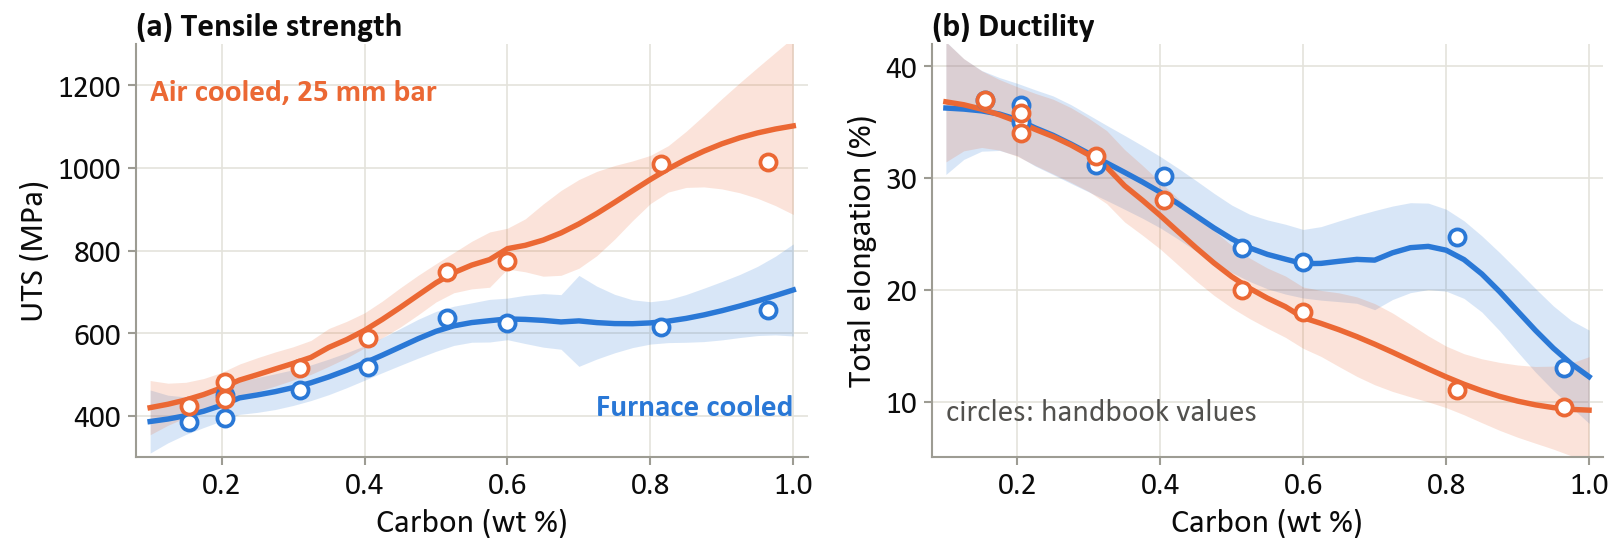 (a) Tensile strength
Air cooled, 25 mm bar
Furnace cooled
UTS (MPa)
1200
1000
800
600
400
0.2 0.4 0.6 0.8 1.0
Carbon (wt %)
(b) Ductility
circles: handbook values
Total elongation (%)
40
30
20
10
0.2 0.4 0.6 0.8 1.0
Carbon (wt %)